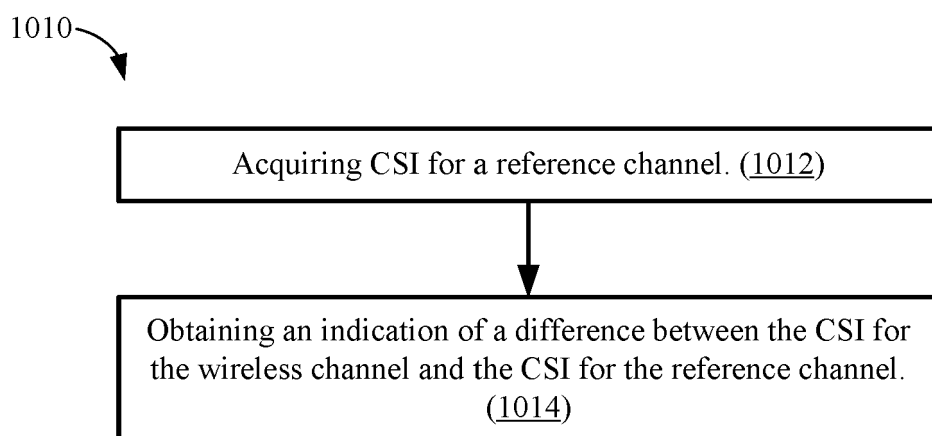 1010
Acquiring CSI for a reference channel. (1012)
Obtaining an indication of a difference between the CSI for
the wireless channel and the CSI for the reference channel.
(1014)